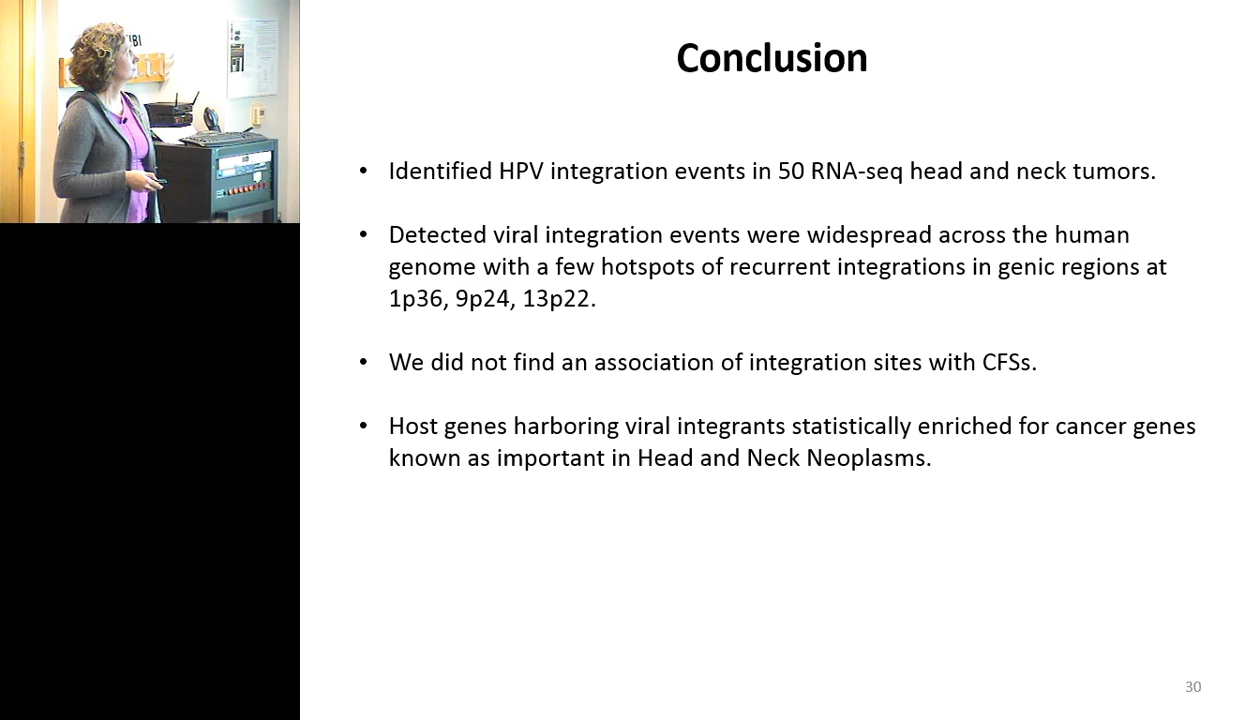 Conclusion
• Identified HPV integration events in 50 RNA-seq head and neck tumors.
• Detected viral integration events were widespread across the human
genome with a few hotspots of recurrent integrations in genic regions at
1p36, 9p24, 13p22.
• We did not find an association of integration sites with CFSs.
• Host genes harboring viral integrants statistically enriched for cancer genes
known as important in Head and Neck Neoplasms.
30